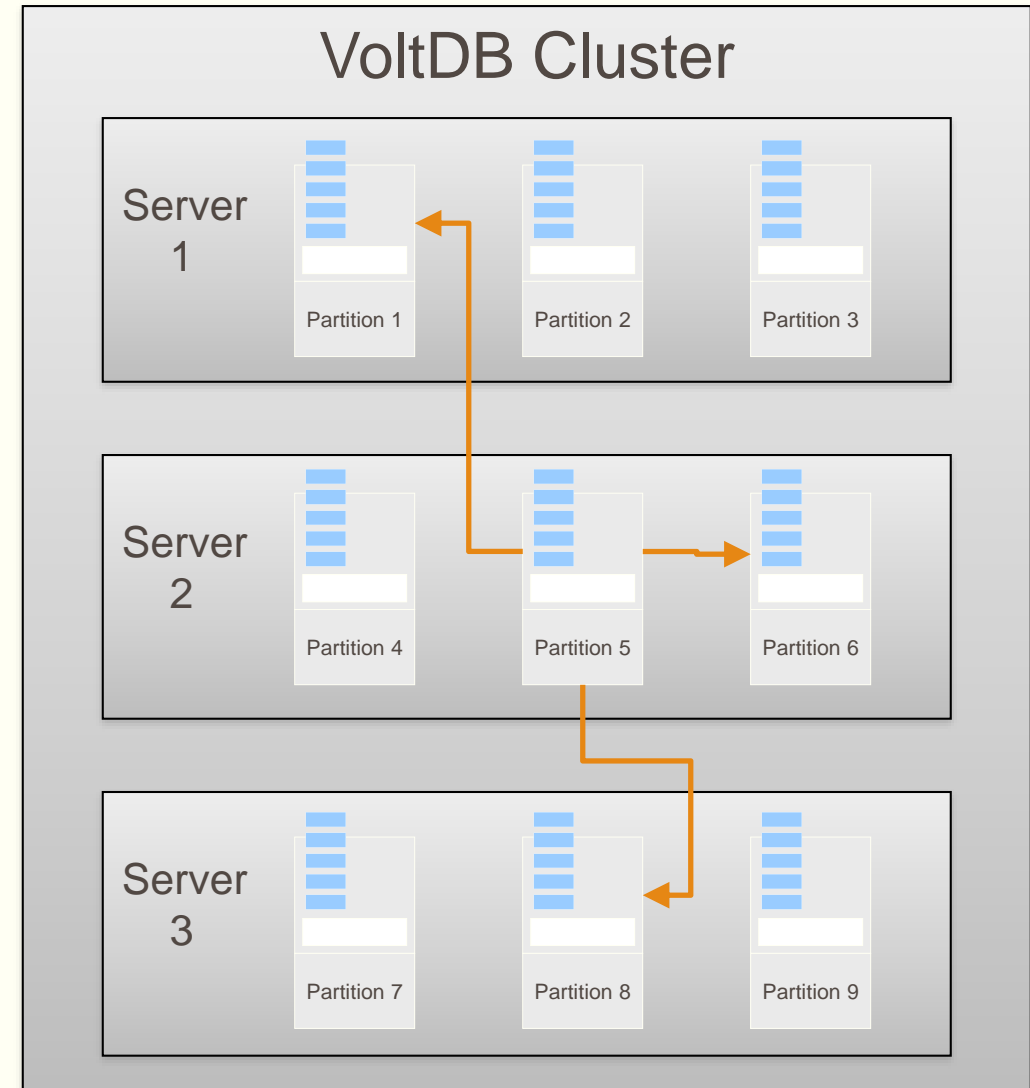 VoltDB Cluster
Server
1
Partition 1
Partition 2
Partition 3
Server
2
Partition 4
Partition 5
Partition 6
Server
3
Partition 7
Partition 8
Partition 9